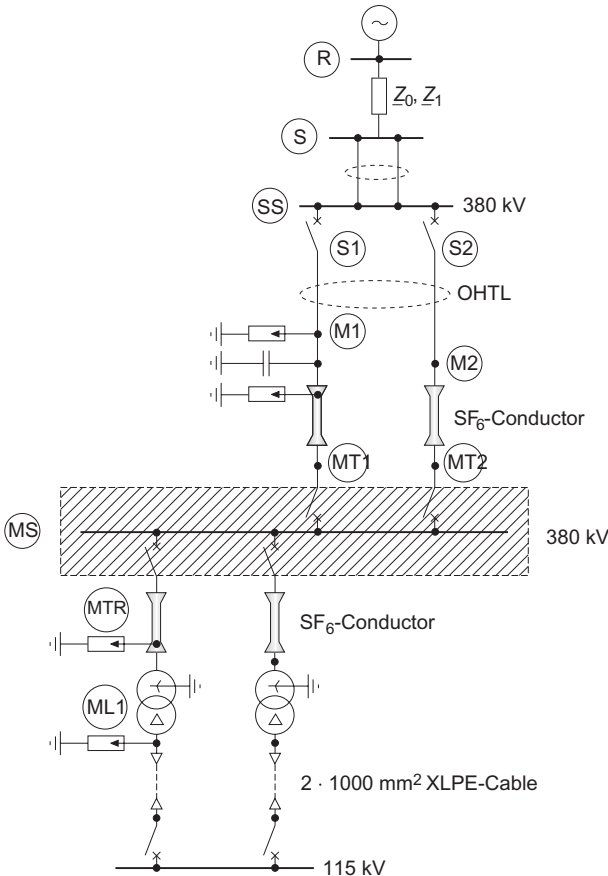 ~
R
Z0, Z1
S
SS
380 kV
S1
S2
OHTL
M1
M2
SF6-Conductor
MT1
MT2
MS
380 kV
MTR
SF6-Conductor
ML1
2 · 1000 mm² XLPE-Cable
115 kV